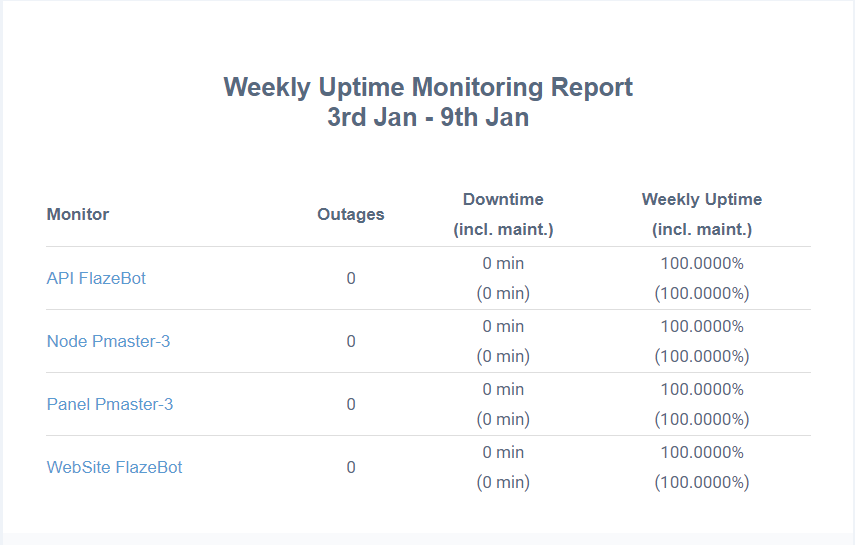 Weekly Uptime Monitoring Report
3rd Jan - 9th Jan
Monitor Outages Downtime (incl. maint.) Weekly Uptime (incl. maint.)
API FlazeBot 0 0 min (0 min) 100.0000% (100.0000%)
Node Pmaster-3 0 0 min (0 min) 100.0000% (100.0000%)
Panel Pmaster-3 0 0 min (0 min) 100.0000% (100.0000%)
WebSite FlazeBot 0 0 min (0 min) 100.0000% (100.0000%)